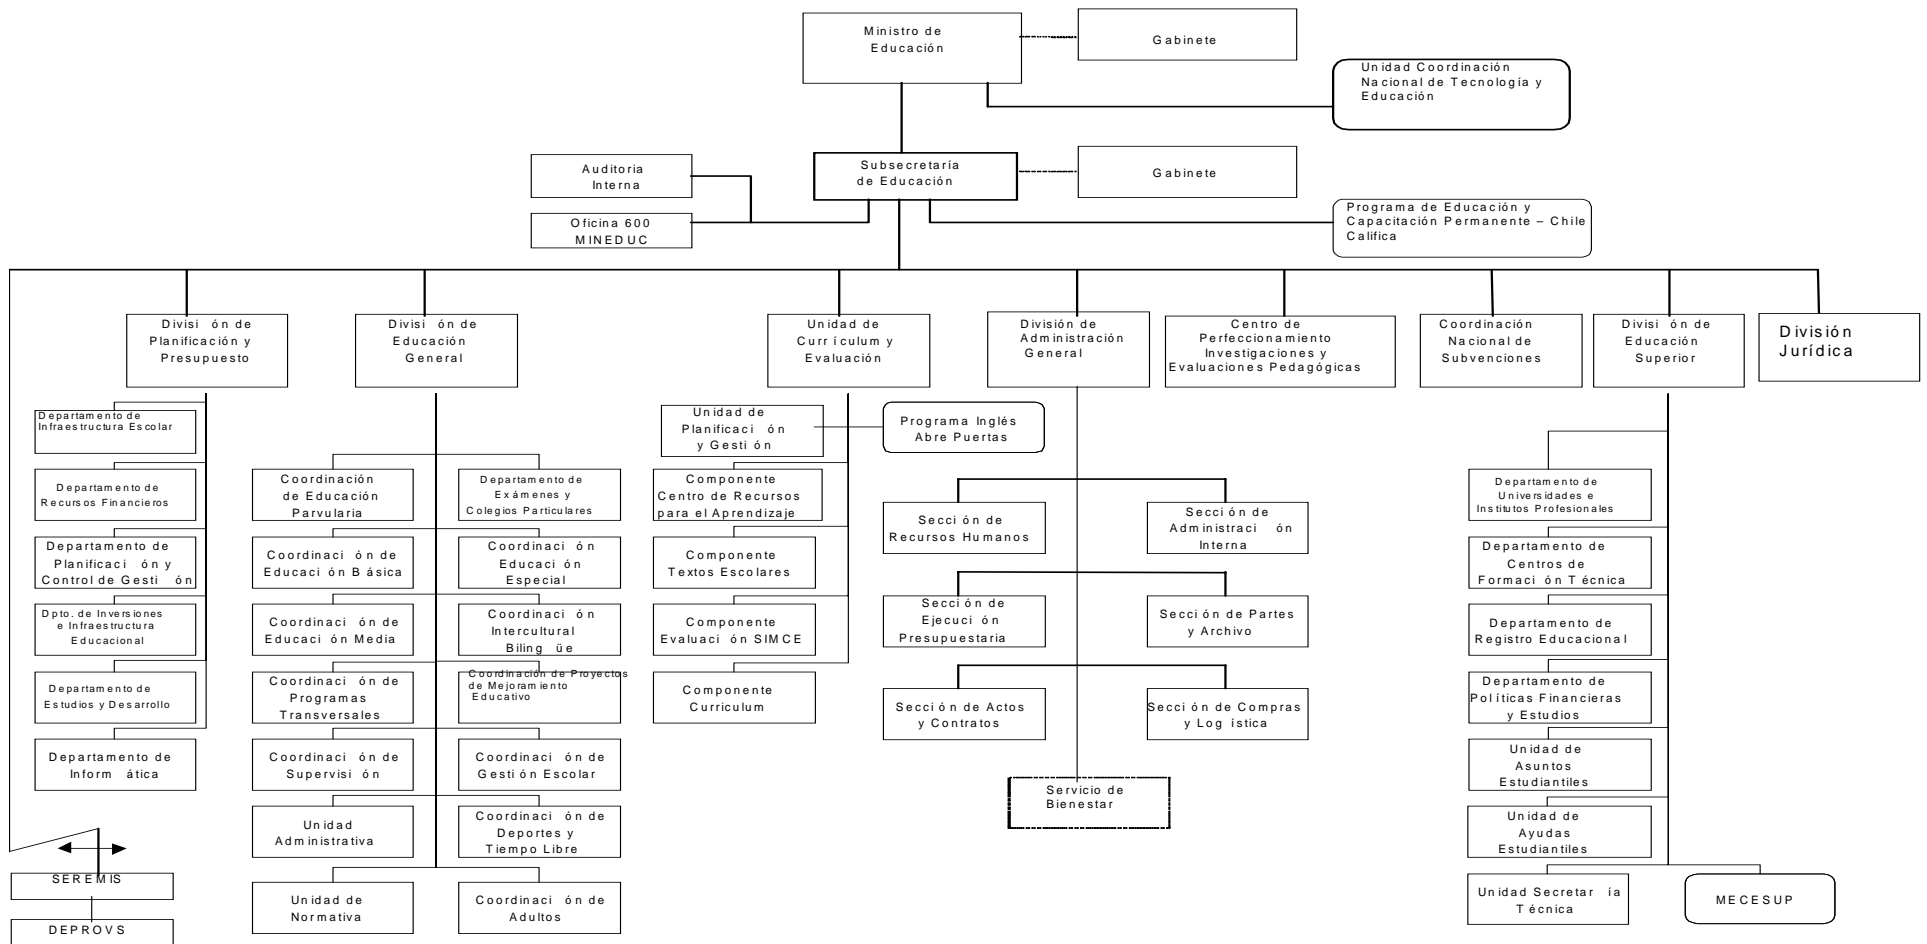 Ministro de
Educación
Gabinete
Unidad Coordinación
Nacional de Tecnología y
Educación
Auditoria
Interna
Subsecretaría
de Educación
Gabinete
Oficina 600
MINEDUC
Programa de Educación y
Capacitación Permanente – Chile
Califica
División de
Planificación y
Presupuesto
División de
Educación
General
Unidad de
Currículum y
Evaluación
División de
Administración
General
Centro de
Perfeccionamiento
Investigaciones y
Evaluaciones Pedagógicas
Coordinación
Nacional de
Subvenciones
División de
Educación
Superior
División
Jurídica
Departamento de
Infraestructura Escolar
Departamento de
Recursos Financieros
Departamento de
Planificación y
Control de Gestión
Dpto. de Inversiones
e Infraestructura
Educacional
Departamento de
Estudios y Desarrollo
Departamento de
Informática
SEREMIS
DEPROVS
Coordinación
de Educación
Parvularia
Departamento de
Exámenes y
Colegios Particulares
Coordinación de
Educación Básica
Coordinación
Educación
Especial
Coordinación de
Educación Media
Coordinación
Intercultural
Bilingüe
Coordinación de
Programas
Transversales
Coordinación de Proyectos
de Mejoramiento
Educativo
Coordinación de
Supervisión
Coordinación de
Gestión Escolar
Unidad
Administrativa
Coordinación de
Deportes y
Tiempo Libre
Unidad de
Normativa
Coordinación de
Adultos
Unidad de
Planificación
y Gestión
Programa Inglés
Abre Puertas
Componente
Centro de Recursos
para el Aprendizaje
Componente
Textos Escolares
Componente
Evaluación SIMCE
Componente
Curriculum
Sección de
Recursos Humanos
Sección de
Administración
Interna
Sección de
Ejecución
Presupuestaria
Sección de Partes
y Archivo
Sección de Actos
y Contratos
Sección de Compras
y Logística
Servicio de
Bienestar
Departamento de
Universidades e
Institutos Profesionales
Departamento de
Centros de
Formación Técnica
Departamento de
Registro Educacional
Departamento de
Políticas Financieras
y Estudios
Unidad de
Asuntos
Estudiantiles
Unidad de
Ayudas
Estudiantiles
Unidad Secretaría
Técnica
MECESUP